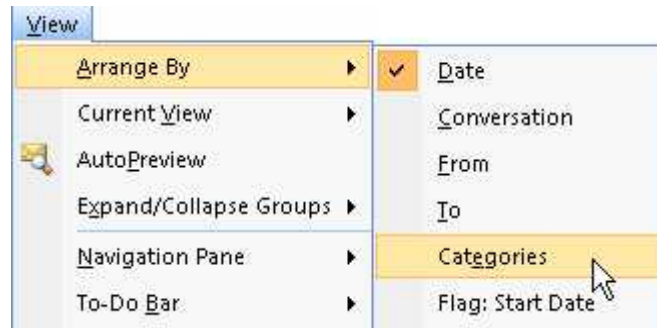 View
Arrange By
Current View
AutoPreview
Expand/Collapse Groups
Navigation Pane
To-Do Bar
Date
Conversation
From
To
Categories
Flag: Start Date